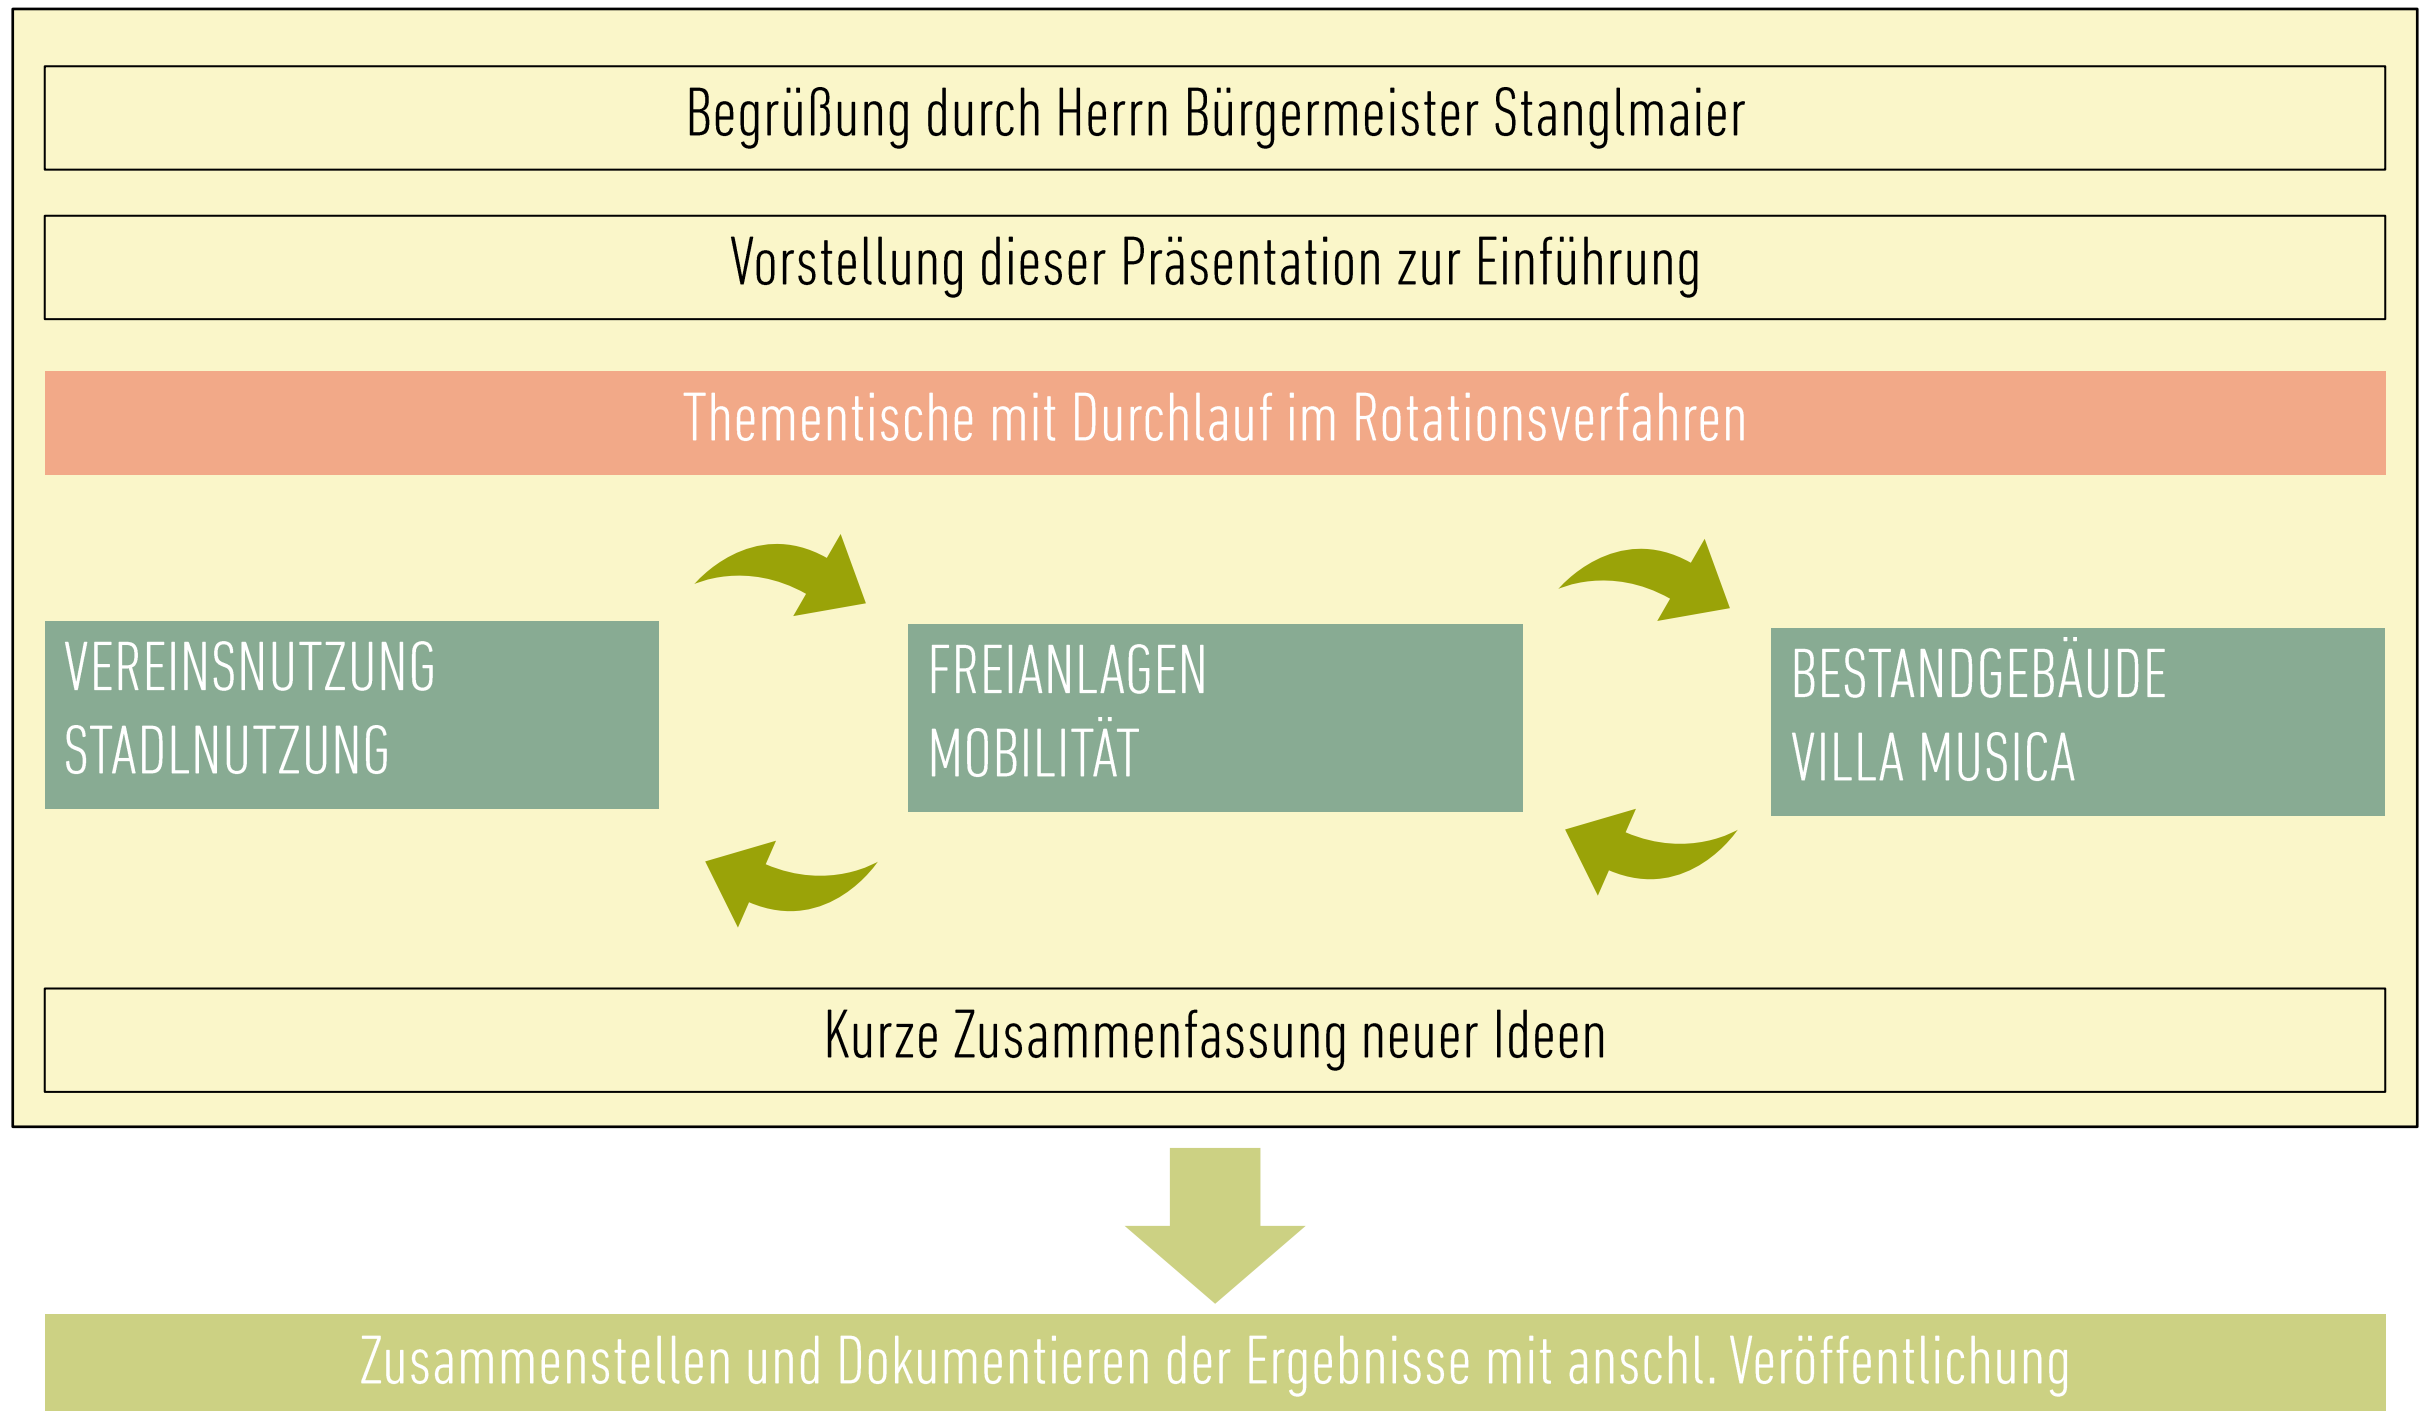 Begrüßung durch Herrn Bürgermeister Stanglmaier
Vorstellung dieser Präsentation zur Einführung
Thementische mit Durchlauf im Rotationsverfahren
VEREINSNUTZUNG
STADLNUTZUNG
FREIANLAGEN
MOBILITÄT
BESTANDGEBÄUDE
VILLA MUSICA
Kurze Zusammenfassung neuer Ideen
Zusammenstellen und Dokumentieren der Ergebnisse mit anschl. Veröffentlichung